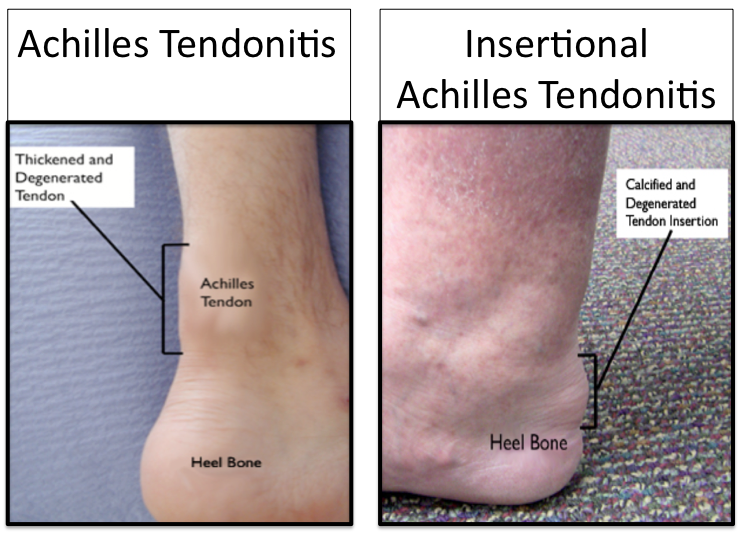 Achilles Tendonitis
Insertional
Achilles Tendonitis
Thickened and
Degenerated
Tendon
Achilles
Tendon
Heel Bone
Calcified and
Degenerated
Tendon Insertion
Heel Bone